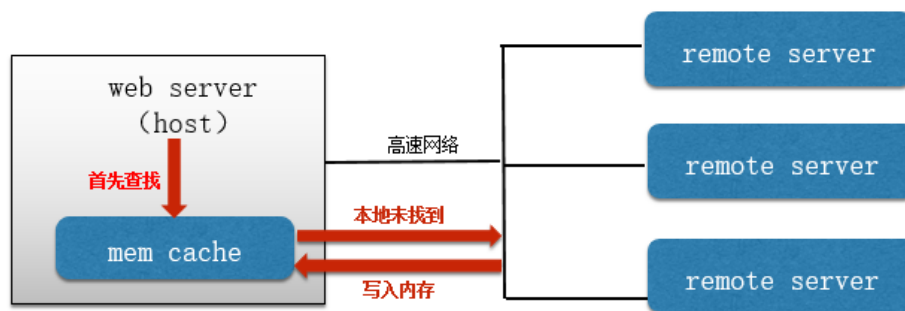 web server
(host)
首先查找
mem cache
高速网络
本地未找到
写入内存
remote server
remote server
remote server